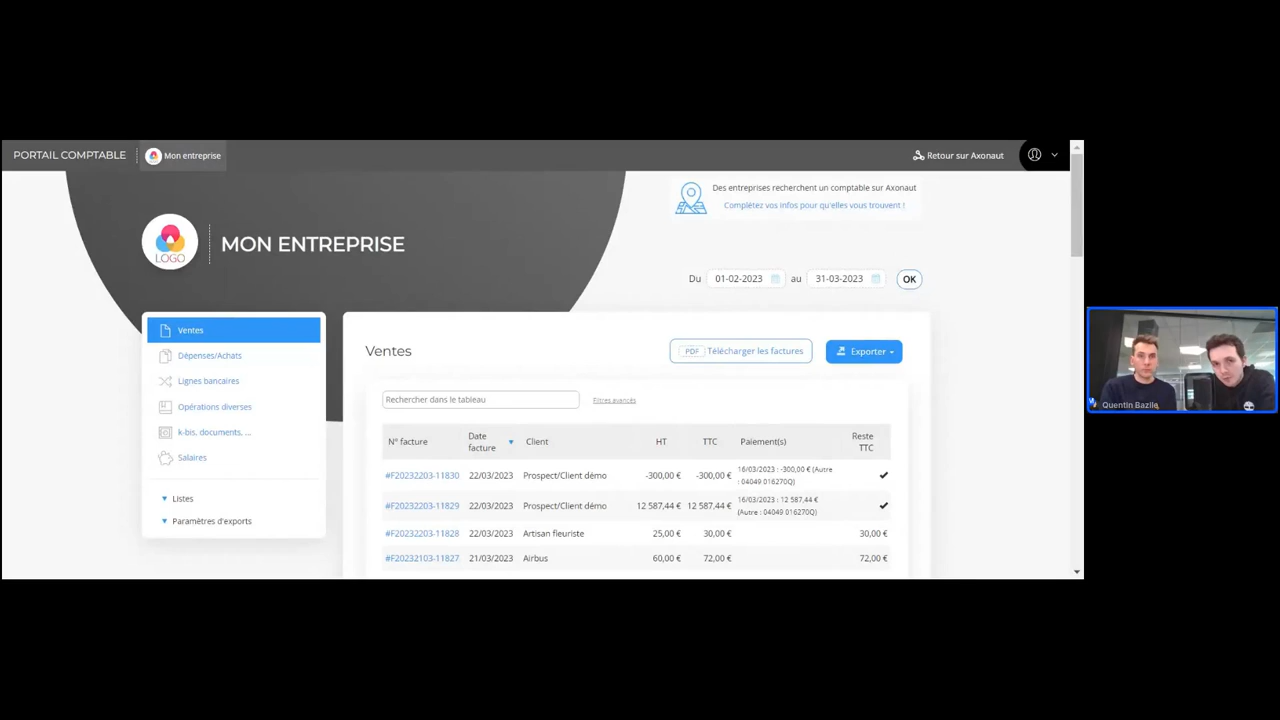 PORTAIL COMPTABLE
Mon entreprise
Retour sur Axonaut
Des entreprises recherchent un comptable sur Axonaut
Complétez vos infos pour qu'elles vous trouvent !
LOGO
MON ENTREPRISE
Du 01-02-2023 au 31-03-2023 OK
Ventes
Dépenses/Achats
Lignes bancaires
Opérations diverses
k-bis, documents, ...
Salaires
Listes
Paramètres d'exports
Ventes
PDF Télécharger les factures
Exporter
Rechercher dans le tableau
Filtres avancés
N° facture Date facture Client HT TTC Paiement(s) Reste TTC
#F20232203-11830 22/03/2023 Prospect/Client démo -300,00 € -300,00 € 16/03/2023 : -300,00 € (Autre
: 04049 016270Q)
#F20232203-11829 22/03/2023 Prospect/Client démo 12 587,44 € 12 587,44 € 16/03/2023 : 12 587,44 €
(Autre : 04049 016270Q)
#F20232203-11828 22/03/2023 Artisan fleuriste 25,00 € 30,00 € 30,00 €
#F20232103-11827 21/03/2023 Airbus 60,00 € 72,00 € 72,00 €
Quentin Bazile